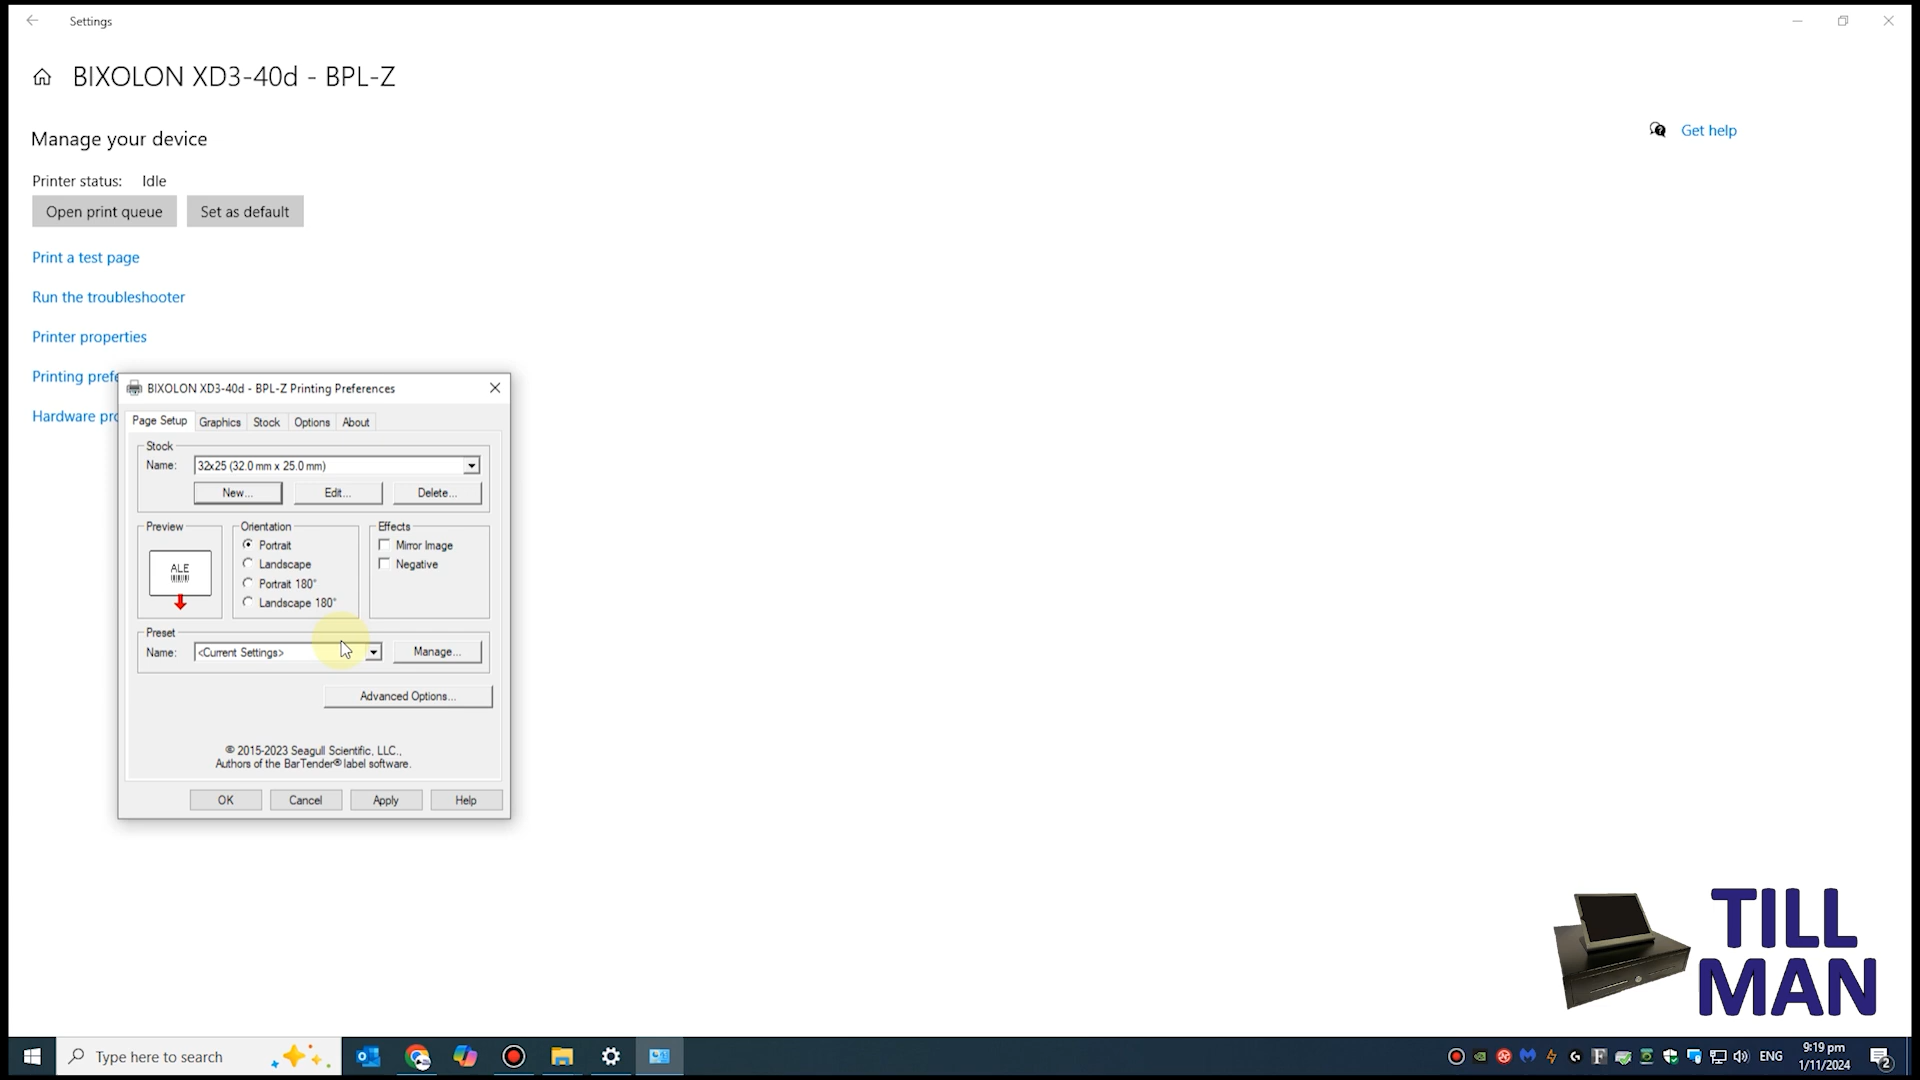 Settings
BIXOLON XD3-40d - BPL-Z
Manage your device
Get help
Printer status: Idle
Open print queue Set as default
Print a test page
Run the troubleshooter
Printer properties
Printing prefe
Hardware pro
BIXOLON XD3-40d - BPL-Z Printing Preferences
Page Setup Graphics Stock Options About
Stock
Name: 32x25 (32.0 mm x 25.0 mm)
New... Edit... Delete...
Preview Orientation Effects
Portrait Mirror Image
Landscape Negative
ALE
Portrait 180°
Landscape 180°
Preset
Name: <Current Settings> Manage...
Advanced Options...
© 2015-2023 Seagull Scientific, LLC.,
Authors of the BarTender® label software.
OK Cancel Apply Help
TILL
MAN
Type here to search
ENG
9:19 pm
1/11/2024
2